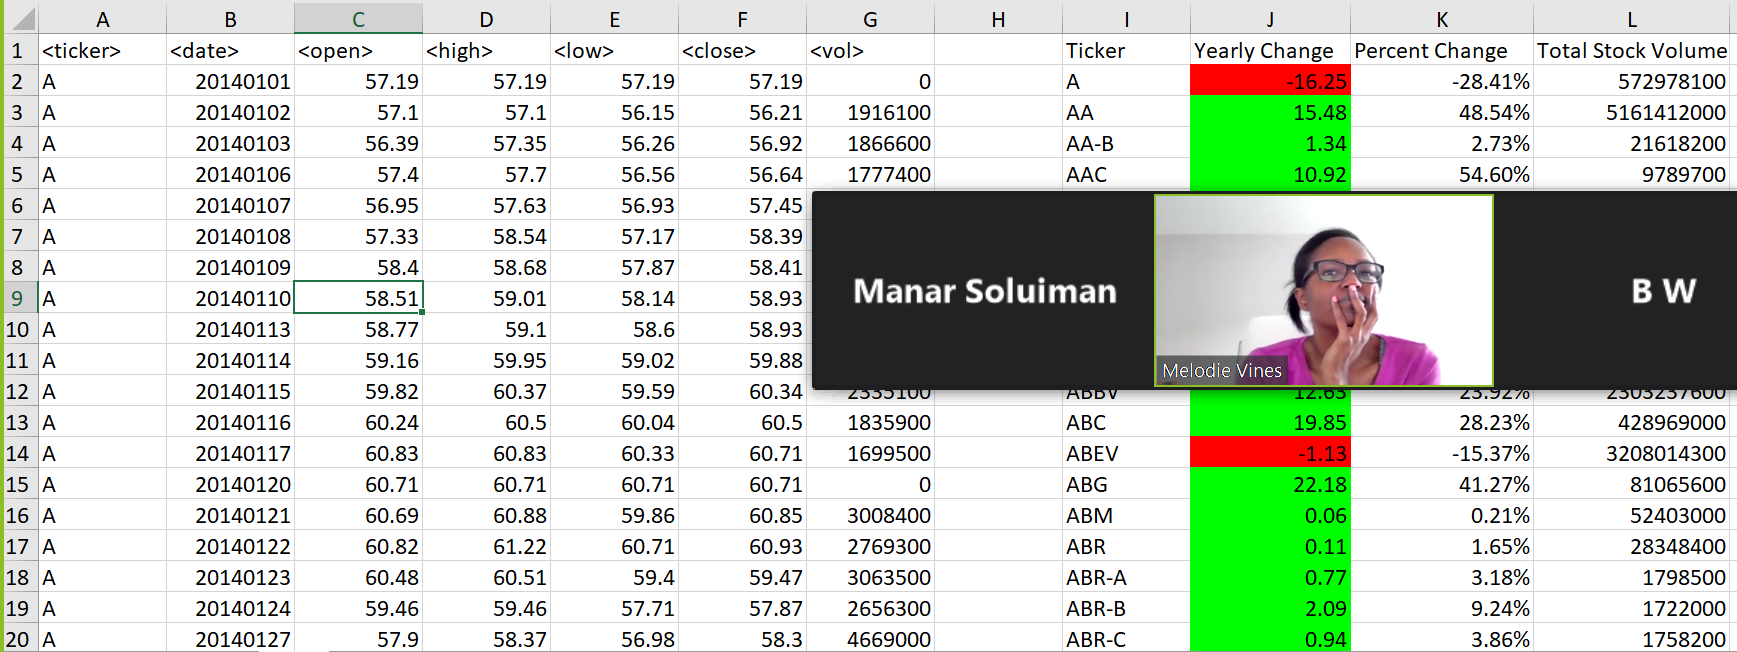 A B C D E F G H I J K L
1 <ticker> <date> <open> <high> <low> <close> <vol> Ticker Yearly Change Percent Change Total Stock Volume
2 A 20140101 57.19 57.19 57.19 57.19 0 A -16.25 -28.41% 572978100
3 A 20140102 57.1 57.1 56.15 56.21 1916100 AA 15.48 48.54% 5161412000
4 A 20140103 56.39 57.35 56.26 56.92 1866600 AA-B 1.34 2.73% 21618200
5 A 20140106 57.4 57.7 56.56 56.64 1777400 AAC 10.92 54.60% 9789700
6 A 20140107 56.95 57.63 56.93 57.45
7 A 20140108 57.33 58.54 57.17 58.39
8 A 20140109 58.4 58.68 57.87 58.41
9 A 20140110 58.51 59.01 58.14 58.93 Manar Soluiman B W
10 A 20140113 58.77 59.1 58.6 58.93
11 A 20140114 59.16 59.95 59.02 59.88 Melodie Vines
12 A 20140115 59.82 60.37 59.59 60.34 2335100 ABBV 12.63 23.92% 2303237600
13 A 20140116 60.24 60.5 60.04 60.5 1835900 ABC 19.85 28.23% 428969000
14 A 20140117 60.83 60.83 60.33 60.71 1699500 ABEV -1.13 -15.37% 3208014300
15 A 20140120 60.71 60.71 60.71 60.71 0 ABG 22.18 41.27% 81065600
16 A 20140121 60.69 60.88 59.86 60.85 3008400 ABM 0.06 0.21% 52403000
17 A 20140122 60.82 61.22 60.71 60.93 2769300 ABR 0.11 1.65% 28348400
18 A 20140123 60.48 60.51 59.4 59.47 3063500 ABR-A 0.77 3.18% 1798500
19 A 20140124 59.46 59.46 57.71 57.87 2656300 ABR-B 2.09 9.24% 1722000
20 A 20140127 57.9 58.37 56.98 58.3 4669000 ABR-C 0.94 3.86% 1758200